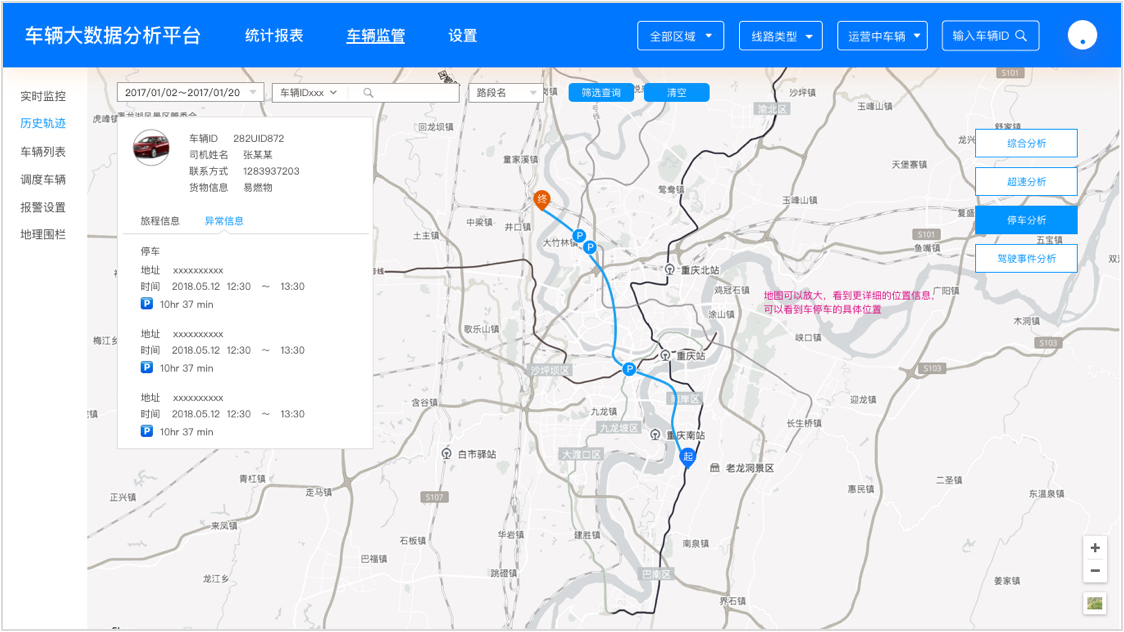 车辆大数据分析平台
统计报表
车辆监管
设置
全部区域
线路类型
运营中车辆
输入车辆ID
实时监控
历史轨迹
车辆列表
调度车辆
报警设置
地理围栏
2017/01/02～2017/01/20
车辆IDxxx
路段名
筛选查询
清空
车辆ID 282UID872
司机姓名 张某某
联系方式 1283937203
货物信息 易燃物
旅程信息 异常信息
停车
地址 xxxxxxxxxx
时间 2018.05.12 12:30 ～ 13:30
P 10hr 37 min
地址 xxxxxxxxxx
时间 2018.05.12 12:30 ～ 13:30
P 10hr 37 min
地址 xxxxxxxxxx
时间 2018.05.12 12:30 ～ 13:30
P 10hr 37 min
综合分析
超速分析
停车分析
驾驶事件分析
地图可以放大，看到更详细的位置信息，
可以看到车停车的具体位置
S101
沙坪镇
渝北区
玉峰山镇
虎峰镇
回龙坝镇
童家溪镇
天堡寨镇
鸳鸯镇
玉峰山镇
终
中梁镇
井口镇
土主镇
大竹林
P
P
S101
鱼嘴镇
五宝镇
重庆北站
鸡冠石镇
广阳镇
木洞镇
涂山镇
峡口镇
歌乐山镇
S103
重庆站
沙坪坝区
P
S103
含谷镇
九龙镇
迎龙镇
九龙坡区
长生桥镇
重庆南站
起
白市驿站
大渡口区
老龙洞景区
青杠镇
走马镇
正兴镇
S107
二圣镇
惠民镇
东温泉镇
来凤镇
石板镇
华岩镇
建胜镇
南泉镇
巴福镇
跳磴镇
巴南区
龙江乡
姜家镇
界石镇
+
−